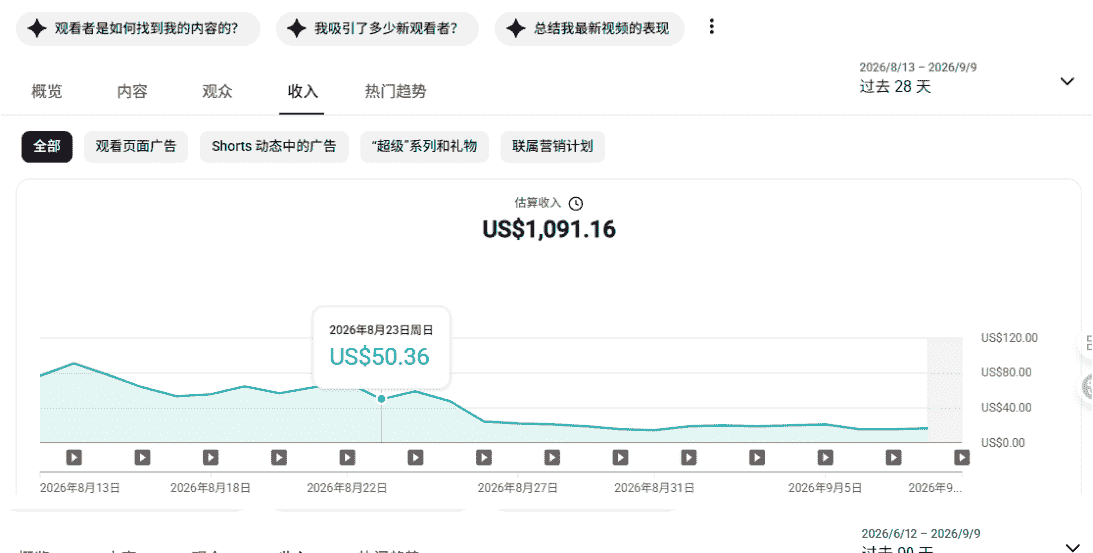 观看者是如何找到我的内容的？ 我吸引了多少新观看者？ 总结我最新视频的表现
2026/8/13 – 2026/9/9
过去 28 天
概览 内容 观众 收入 热门趋势
全部 观看页面广告 Shorts 动态中的广告 “超级”系列和礼物 联属营销计划
估算收入
US$1,091.16
2026年8月23日周日
US$50.36
US$120.00
US$80.00
US$40.00
US$0.00
2026年8月13日 2026年8月18日 2026年8月22日 2026年8月27日 2026年8月31日 2026年9月5日 2026年9...
2026/6/12 – 2026/9/9